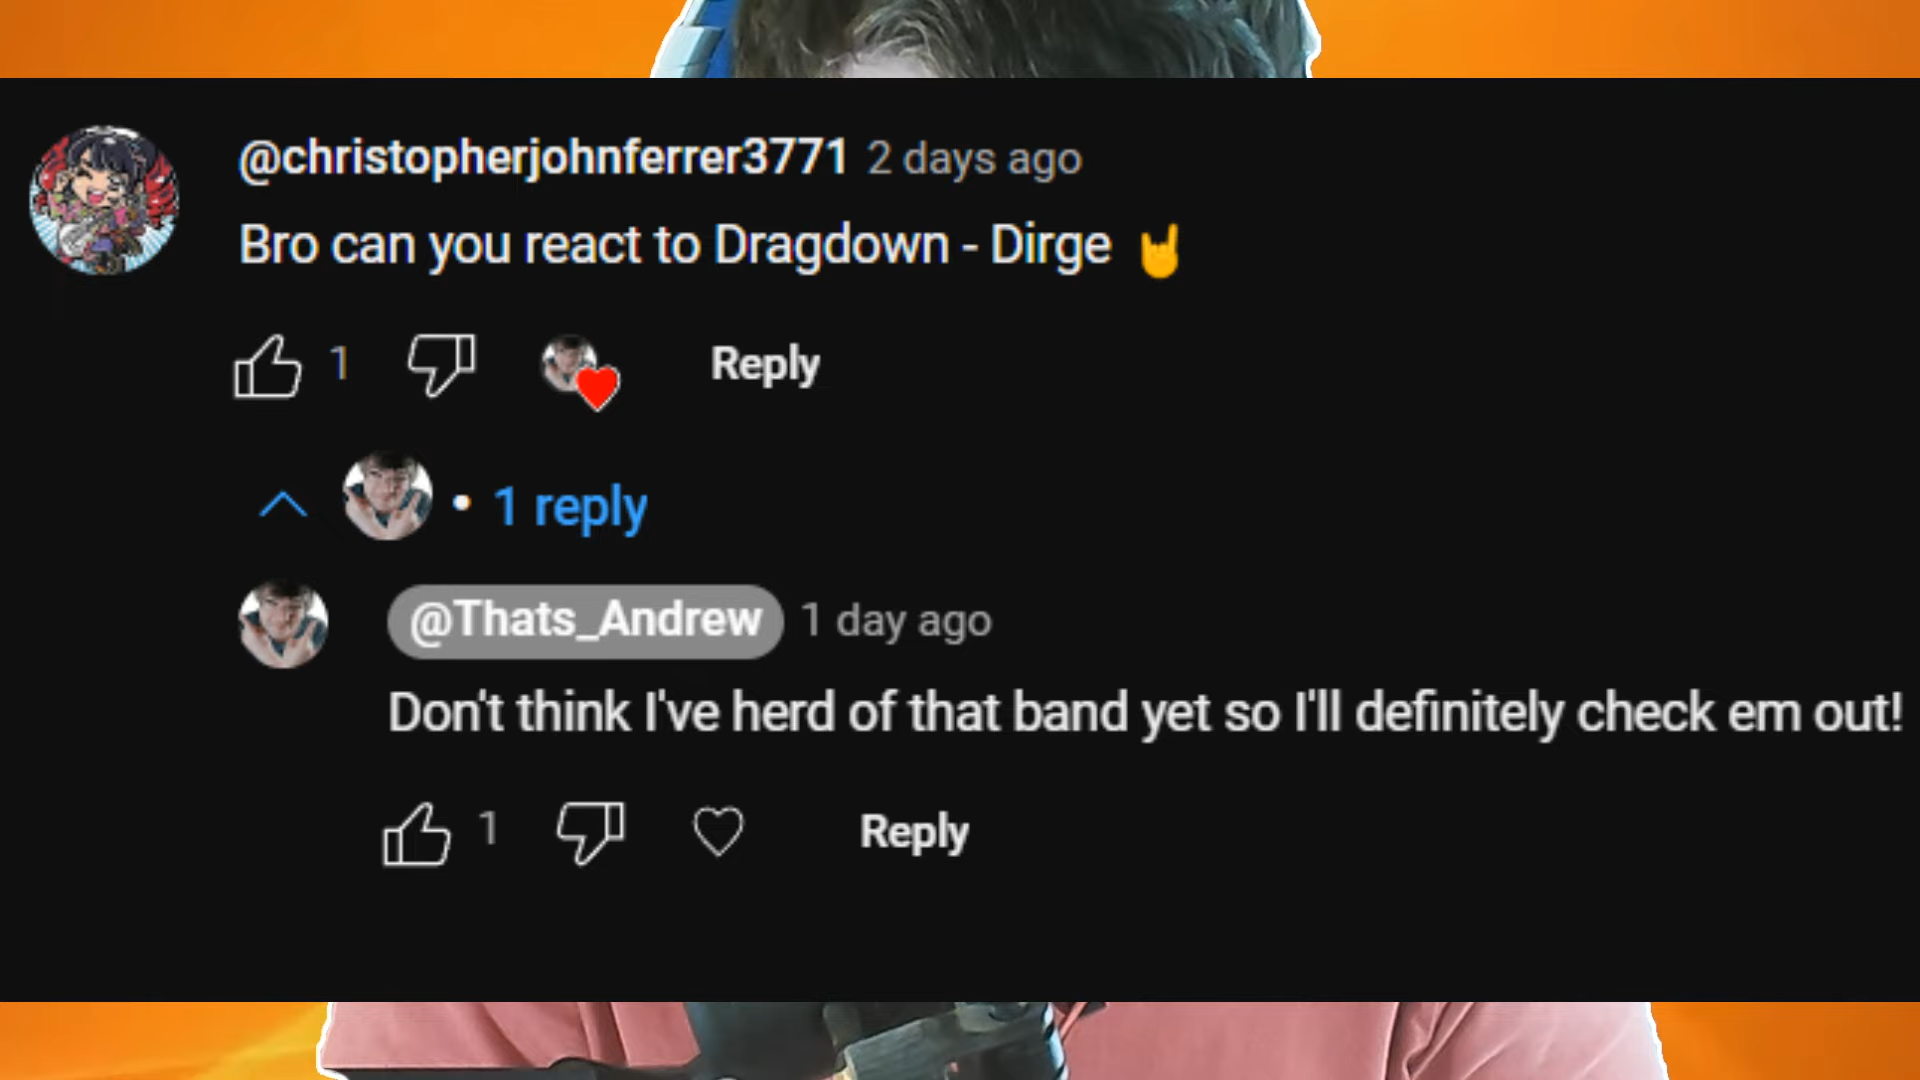 @christopherjohnferrer3771 2 days ago
Bro can you react to Dragdown - Dirge 🤘
1 Reply
1 reply
@Thats_Andrew 1 day ago
Don't think I've herd of that band yet so I'll definitely check em out!
1 Reply